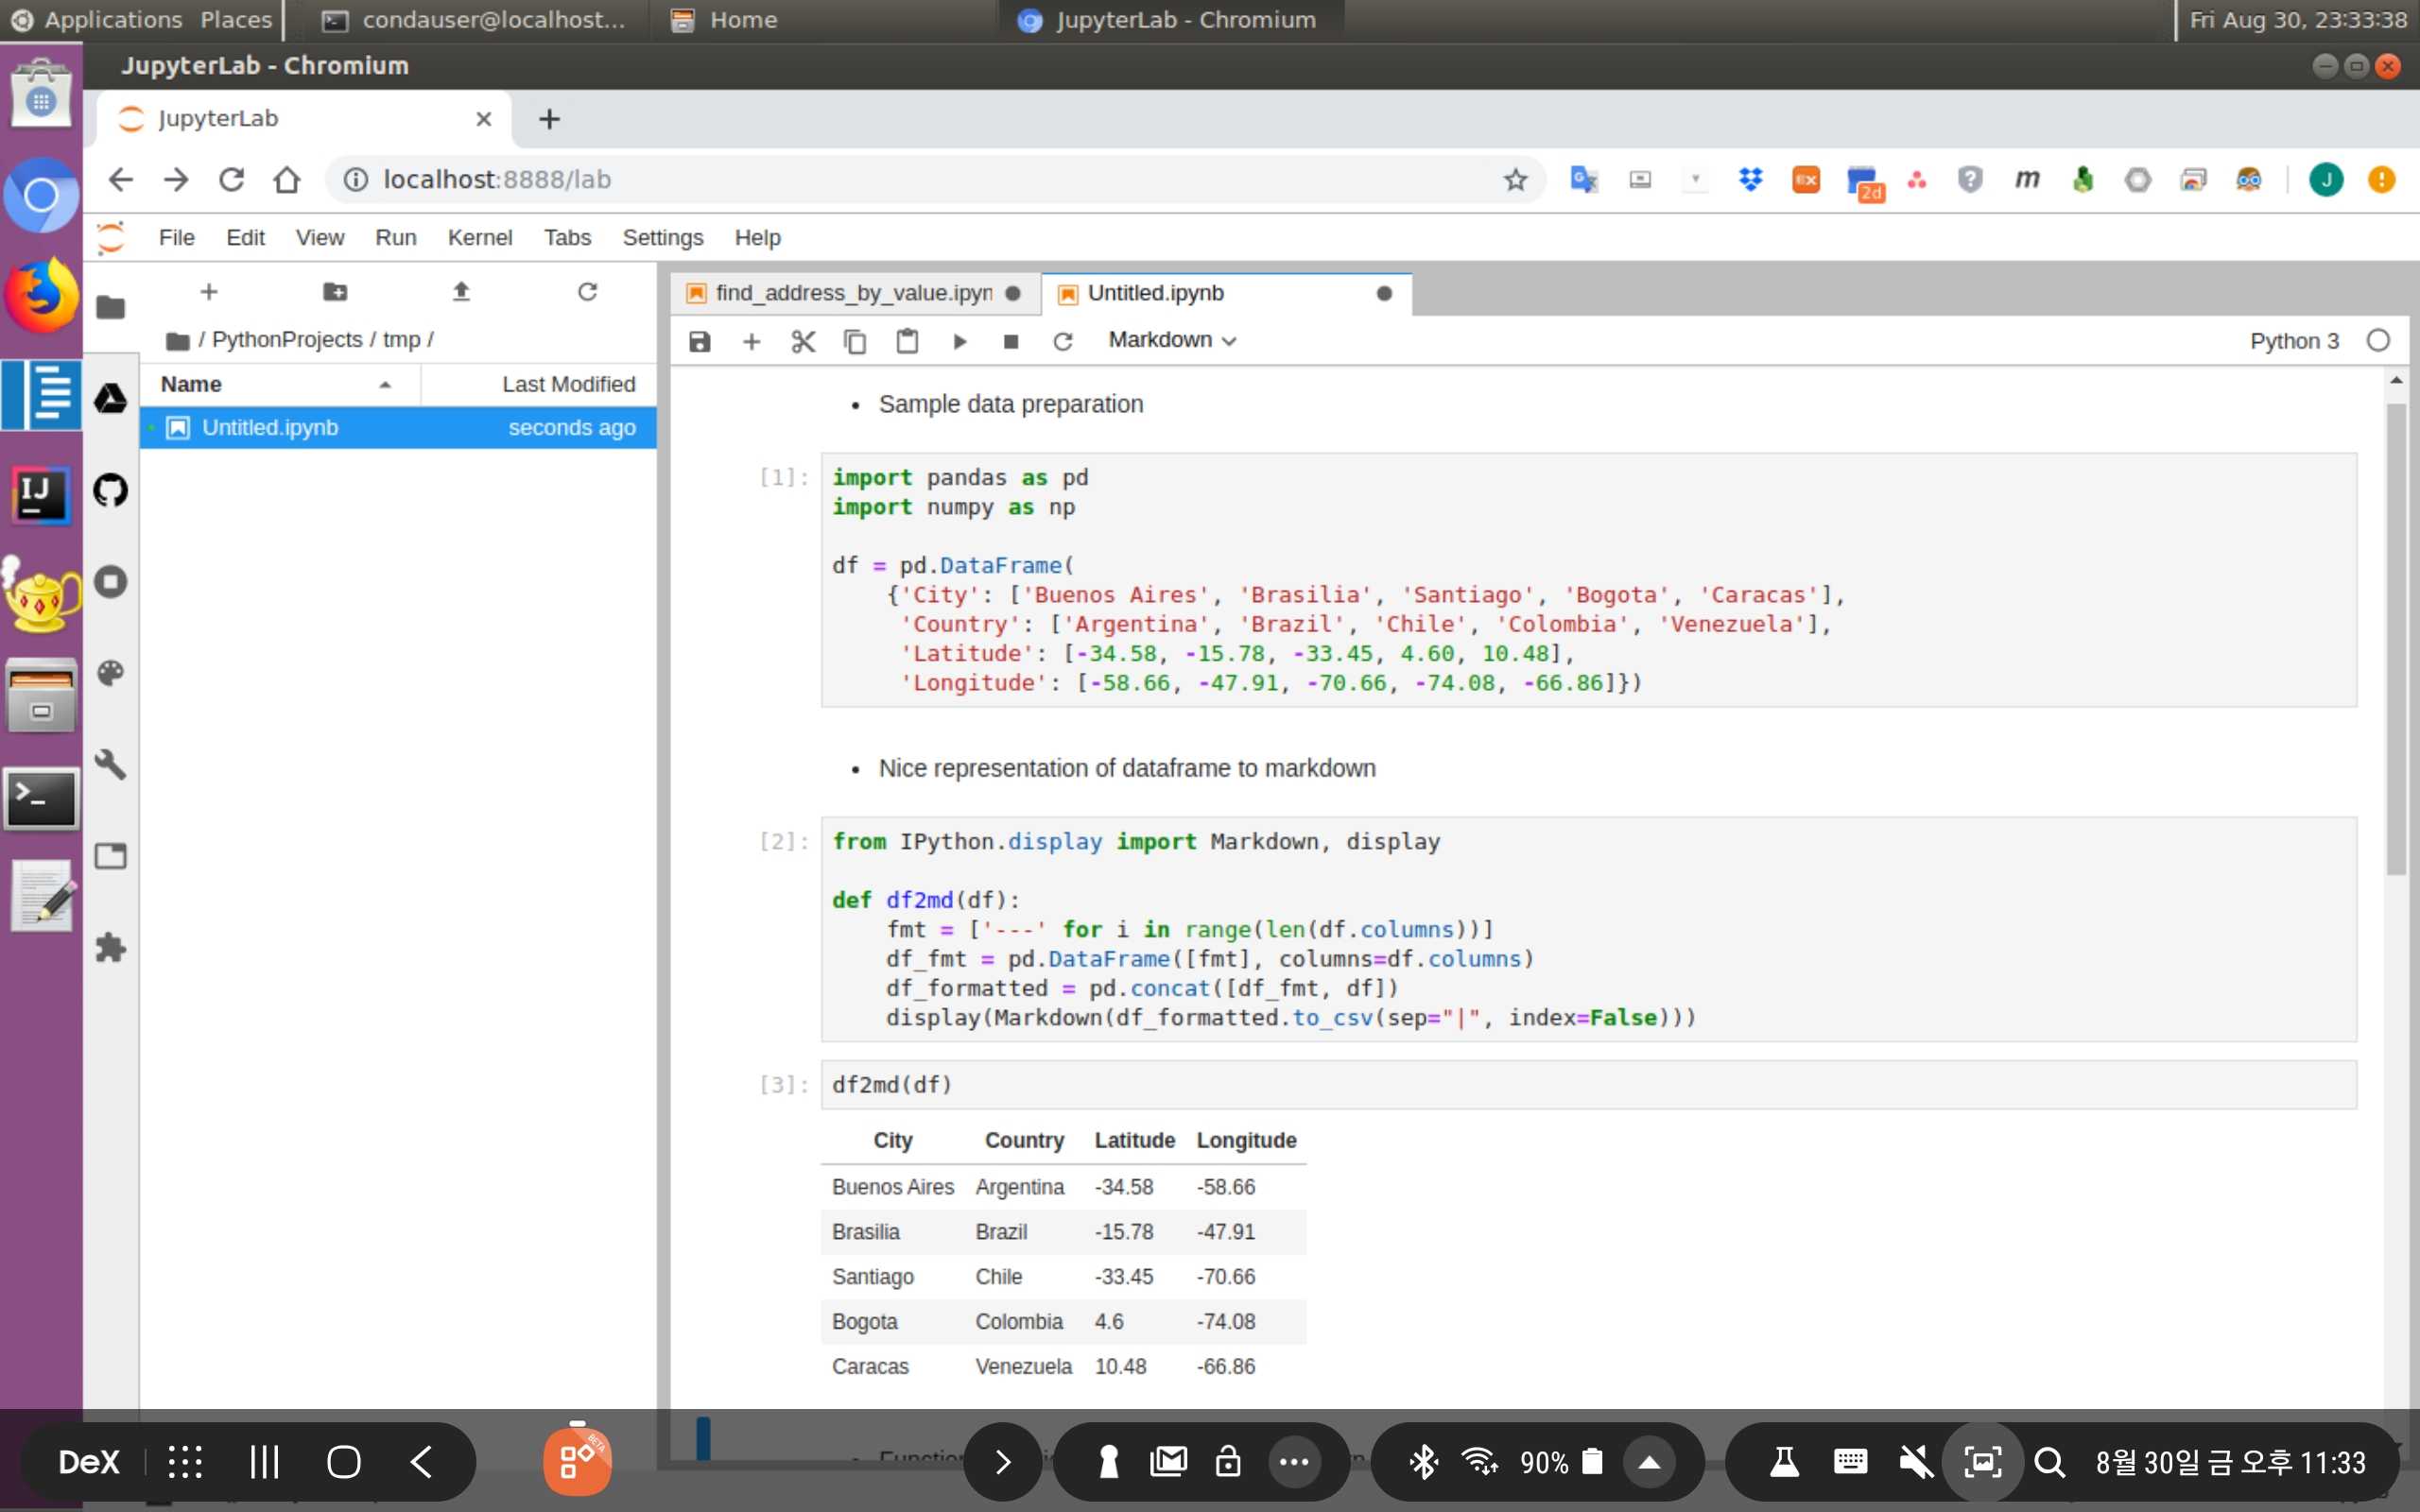 Applications Places condauser@localhost... Home JupyterLab - Chromium Fri Aug 30, 23:33:38
JupyterLab - Chromium
JupyterLab
localhost:8888/lab
EX 2d m J
File Edit View Run Kernel Tabs Settings Help
find_address_by_value.ipyn Untitled.ipynb
/ PythonProjects / tmp /
Markdown Python 3
Name Last Modified
Untitled.ipynb seconds ago
• Sample data preparation
[1]: import pandas as pd
import numpy as np
df = pd.DataFrame(
{'City': ['Buenos Aires', 'Brasilia', 'Santiago', 'Bogota', 'Caracas'],
'Country': ['Argentina', 'Brazil', 'Chile', 'Colombia', 'Venezuela'],
'Latitude': [-34.58, -15.78, -33.45, 4.60, 10.48],
'Longitude': [-58.66, -47.91, -70.66, -74.08, -66.86]})
• Nice representation of dataframe to markdown
[2]: from IPython.display import Markdown, display
def df2md(df):
fmt = ['---' for i in range(len(df.columns))]
df_fmt = pd.DataFrame([fmt], columns=df.columns)
df_formatted = pd.concat([df_fmt, df])
display(Markdown(df_formatted.to_csv(sep="|", index=False)))
[3]: df2md(df)
City Country Latitude Longitude
Buenos Aires Argentina -34.58 -58.66
Brasilia Brazil -15.78 -47.91
Santiago Chile -33.45 -70.66
Bogota Colombia 4.6 -74.08
Caracas Venezuela 10.48 -66.86
IJ
DeX BETA 90% 8월 30일 금 오후 11:33